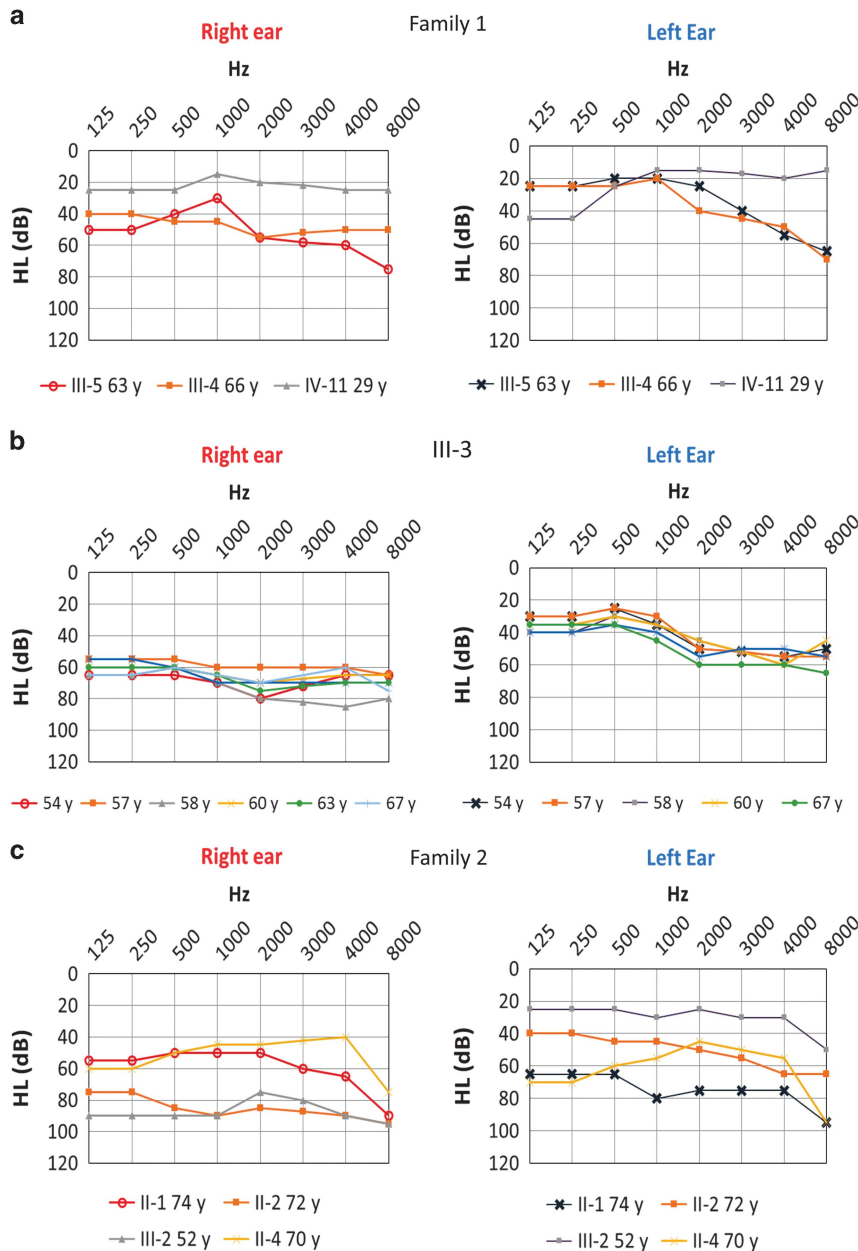 a
Family 1
Right ear
Left Ear
Hz
Hz
125 250 500 1000 2000 3000 4000 8000
125 250 500 1000 2000 3000 4000 8000
HL (dB)
0
20
40
60
80
100
120
HL (dB)
0
20
40
60
80
100
120
III-5 63 y III-4 66 y IV-11 29 y
III-5 63 y III-4 66 y IV-11 29 y
b
III-3
Right ear
Left Ear
Hz
Hz
125 250 500 1000 2000 3000 4000 8000
125 250 500 1000 2000 3000 4000 8000
HL (dB)
0
20
40
60
80
100
120
HL (dB)
0
20
40
60
80
100
120
54 y 57 y 58 y 60 y 63 y 67 y
54 y 57 y 58 y 60 y 67 y
c
Family 2
Right ear
Left Ear
Hz
Hz
125 250 500 1000 2000 3000 4000 8000
125 250 500 1000 2000 3000 4000 8000
HL (dB)
0
20
40
60
80
100
120
HL (dB)
0
20
40
60
80
100
120
II-1 74 y II-2 72 y
III-2 52 y II-4 70 y
II-1 74 y II-2 72 y
III-2 52 y II-4 70 y